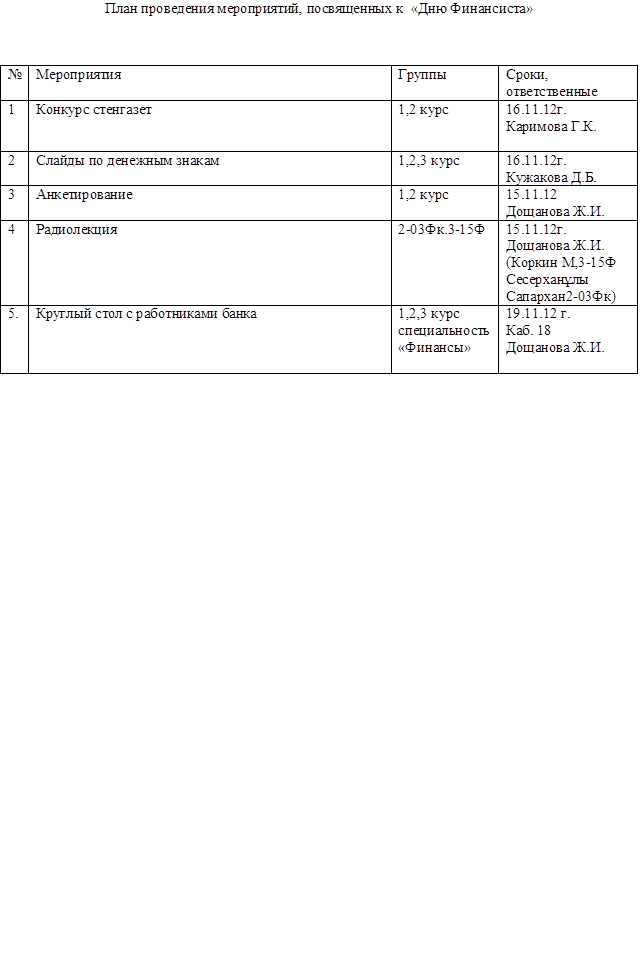 План проведения мероприятий, посвященных к «Дню Финансиста»
№ Мероприятия Группы Сроки,
ответственные
1 Конкурс стенгазет 1,2 курс 16.11.12г.
Каримова Г.К.
2 Слайды по денежным знакам 1,2,3 курс 16.11.12г.
Кужакова Д.Б.
3 Анкетирование 1,2 курс 15.11.12
Дощанова Ж.И.
4 Радиолекция 2-03Фк.3-15Ф 15.11.12г.
Дощанова Ж.И.
(Коркин М,3-15Ф
Сесерханұлы
Сапархан2-03Фк)
5. Круглый стол с работниками банка 1,2,3 курс 19.11.12 г.
специальность Каб. 18
«Финансы» Дощанова Ж.И.